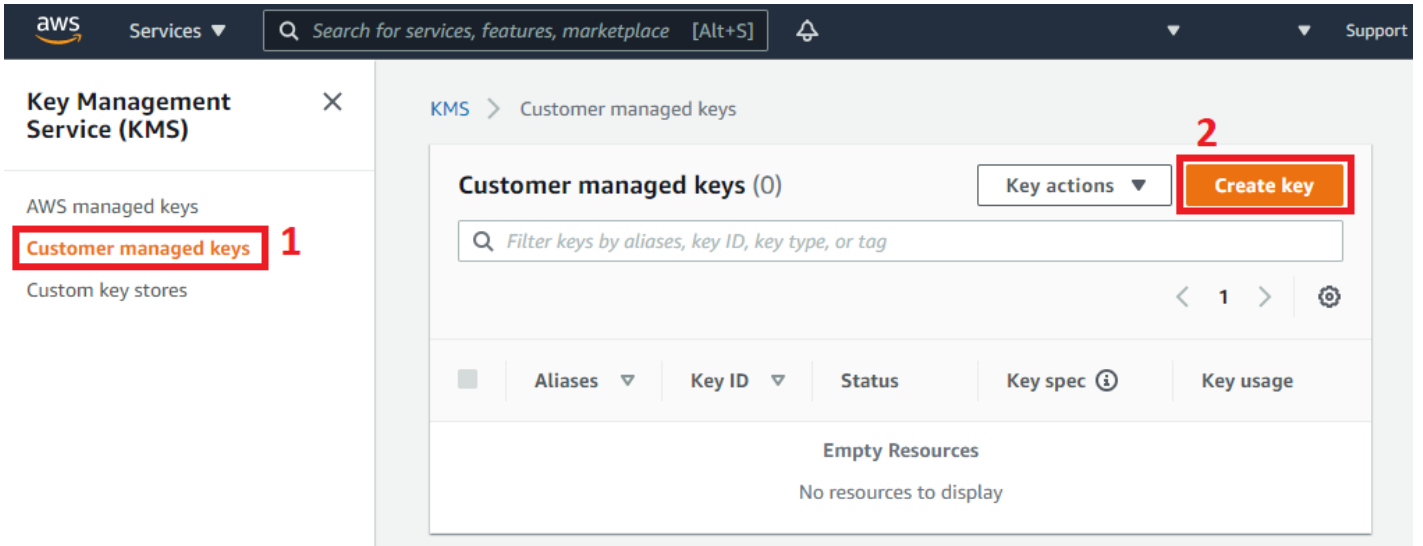 aws Services ▼ Search for services, features, marketplace [Alt+S] Support
Key Management
Service (KMS)
AWS managed keys
Customer managed keys 1
Custom key stores
KMS > Customer managed keys
2
Customer managed keys (0) Key actions ▼ Create key
Filter keys by aliases, key ID, key type, or tag
< 1 >
Aliases Key ID Status Key spec Key usage
Empty Resources
No resources to display